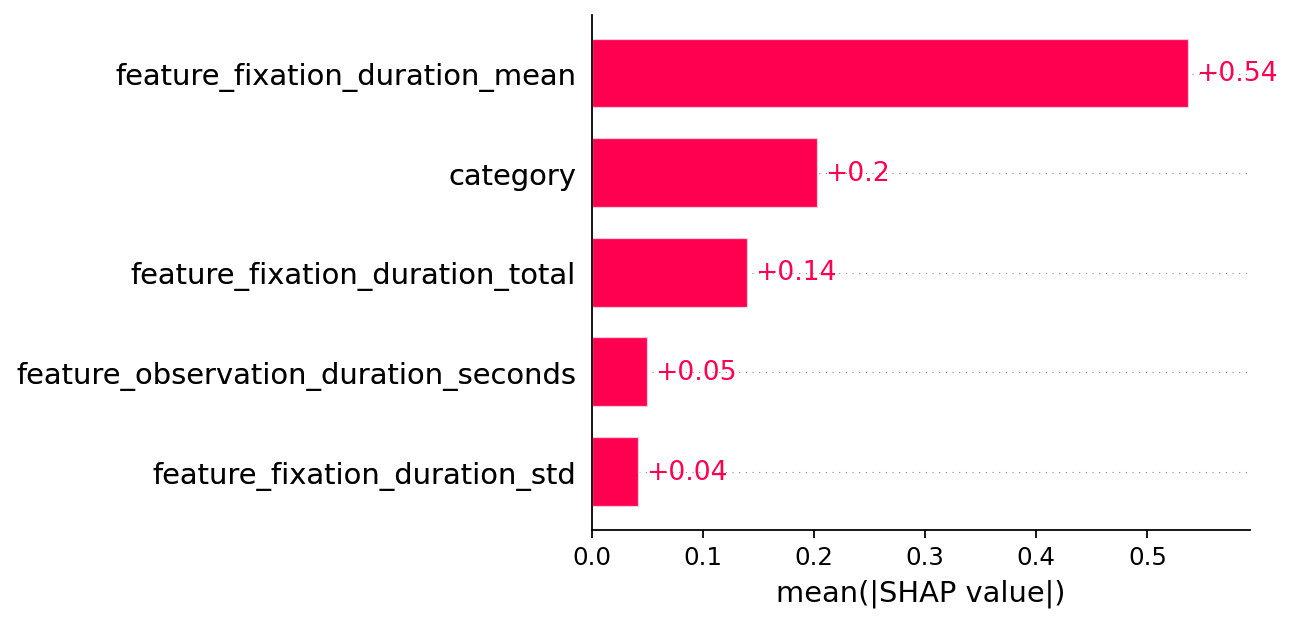 feature_fixation_duration_mean +0.54
category +0.2
feature_fixation_duration_total +0.14
feature_observation_duration_seconds +0.05
feature_fixation_duration_std +0.04
0.0 0.1 0.2 0.3 0.4 0.5
mean(|SHAP value|)